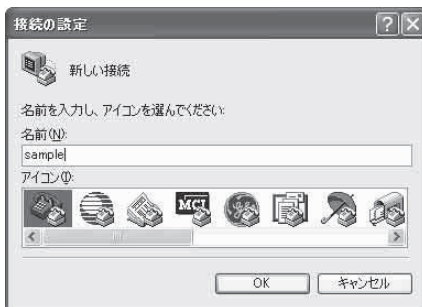 接続の設定
新しい接続
名前を入力し、アイコンを選んでください:
名前(N):
sample
アイコン(I):
MCI
OK
キャンセル